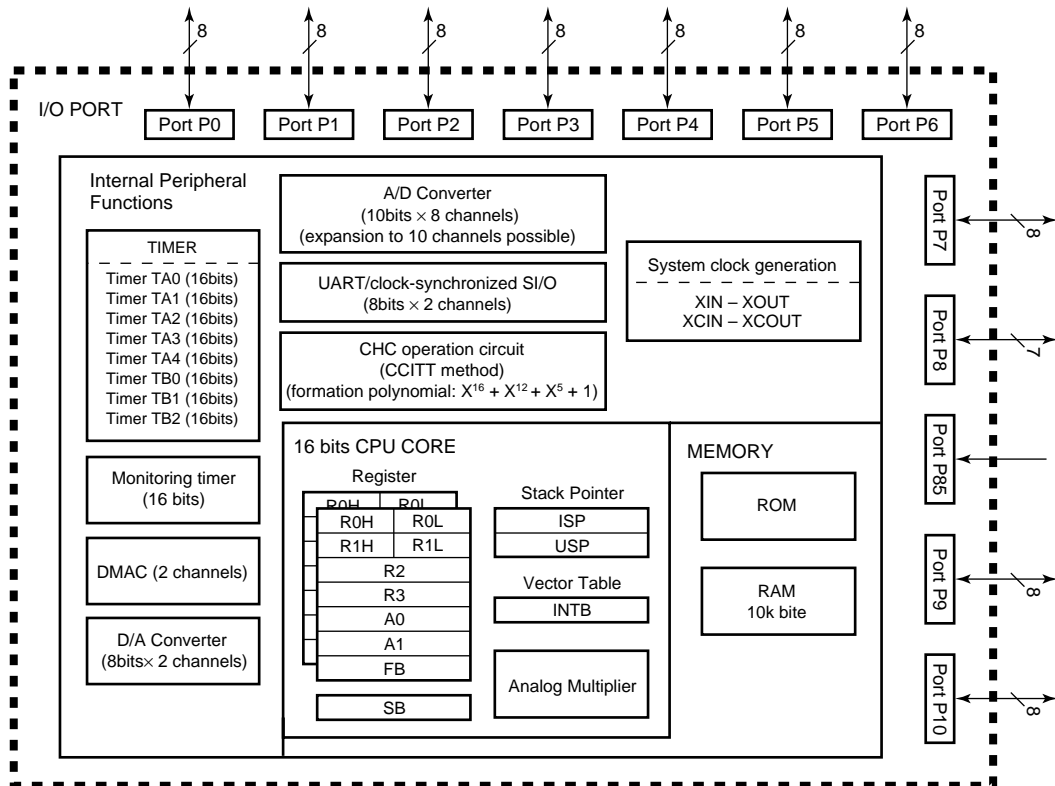 8 8 8 8 8 8 8
I/O PORT
Port P0 Port P1 Port P2 Port P3 Port P4 Port P5 Port P6
Internal Peripheral
Functions
TIMER
Timer TA0 (16bits)
Timer TA1 (16bits)
Timer TA2 (16bits)
Timer TA3 (16bits)
Timer TA4 (16bits)
Timer TB0 (16bits)
Timer TB1 (16bits)
Timer TB2 (16bits)
Monitoring timer
(16 bits)
DMAC (2 channels)
D/A Converter
(8bits× 2 channels)
A/D Converter
(10bits × 8 channels)
(expansion to 10 channels possible)
UART/clock-synchronized SI/O
(8bits × 2 channels)
CHC operation circuit
(CCITT method)
(formation polynomial: X¹⁶ + X¹² + X⁵ + 1)
System clock generation
XIN – XOUT
XCIN – XCOUT
16 bits CPU CORE
Register
R0H R0L
R0H R0L
R1H R1L
R2
R3
A0
A1
FB
SB
Stack Pointer
ISP
USP
Vector Table
INTB
Analog Multiplier
MEMORY
ROM
RAM
10k bite
Port P7
8
Port P8
7
Port P85
Port P9
8
Port P10
8